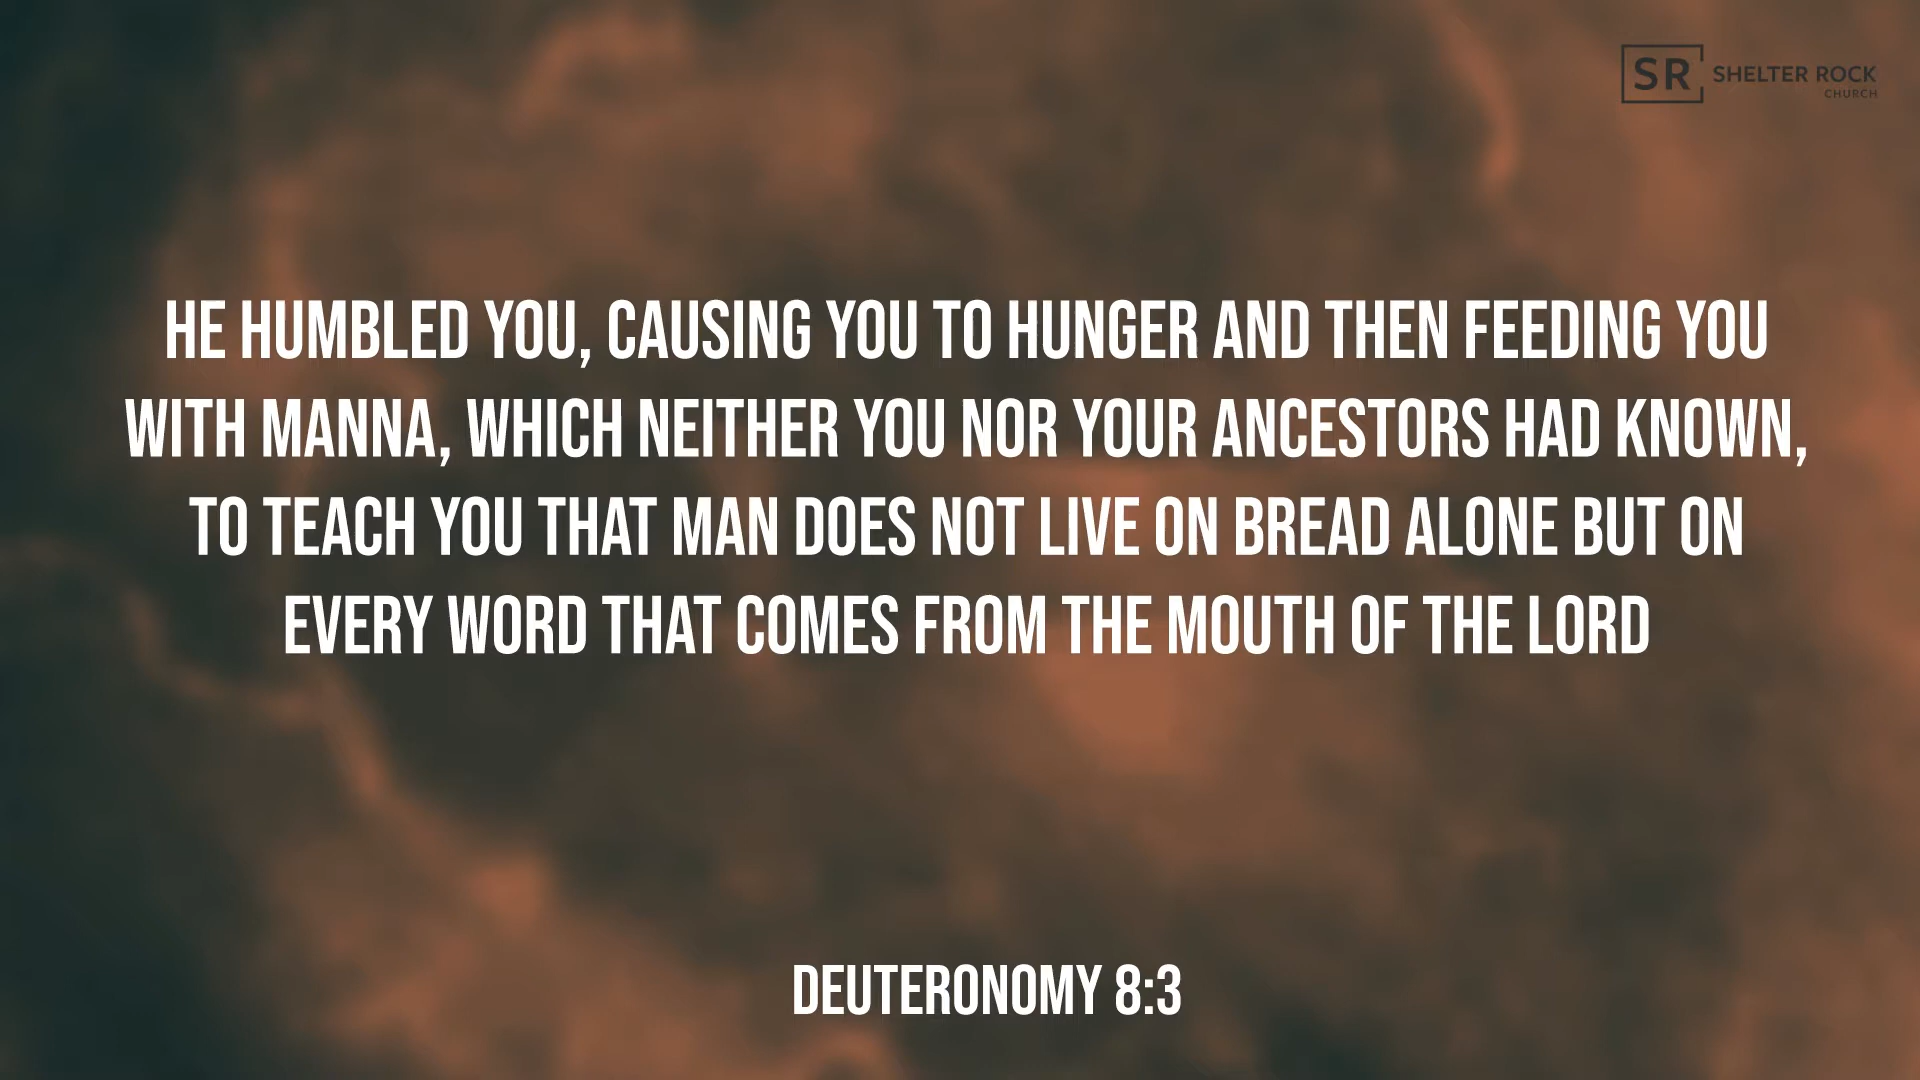 SR SHELTER ROCK
CHURCH
HE HUMBLED YOU, CAUSING YOU TO HUNGER AND THEN FEEDING YOU
WITH MANNA, WHICH NEITHER YOU NOR YOUR ANCESTORS HAD KNOWN,
TO TEACH YOU THAT MAN DOES NOT LIVE ON BREAD ALONE BUT ON
EVERY WORD THAT COMES FROM THE MOUTH OF THE LORD
DEUTERONOMY 8:3